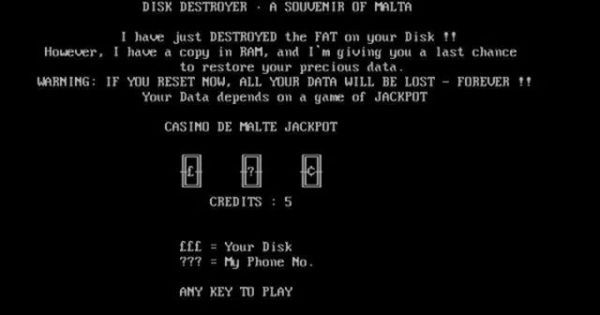 DISK DESTROYER · A SOUVENIR OF MALTA
I have just DESTROYED the FAT on your Disk !!
However, I have a copy in RAM, and I'm giving you a last chance
to restore your precious data.
WARNING: IF YOU RESET NOW, ALL YOUR DATA WILL BE LOST - FOREVER !!
Your Data depends on a game of JACKPOT
CASINO DE MALTE JACKPOT
£ ? ¢
CREDITS : 5
£££ = Your Disk
??? = My Phone No.
ANY KEY TO PLAY